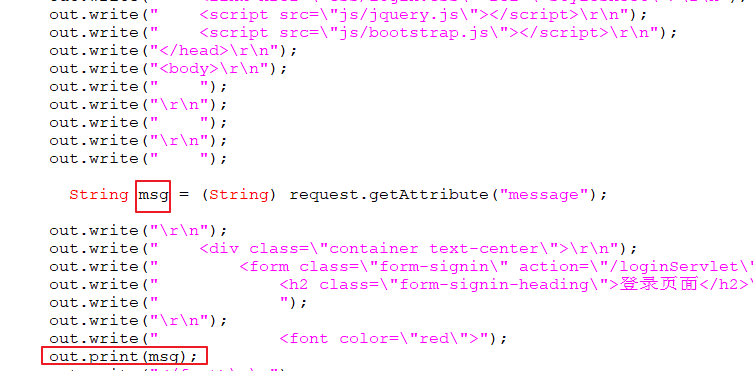 out.write("    <script src=\"js/jquery.js\"></script>\r\n");
out.write("    <script src=\"js/bootstrap.js\"></script>\r\n");
out.write("</head>\r\n");
out.write("<body>\r\n");
out.write("    ");
out.write("\r\n");
out.write("    ");
out.write("\r\n");
out.write("    ");
String msg = (String) request.getAttribute("message");
out.write("\r\n");
out.write("    <div class=\"container text-center\">\r\n");
out.write("        <form class=\"form-signin\" action=\"/loginServlet\"
out.write("            <h2 class=\"form-signin-heading\">登录页面</h2>\
out.write("            ");
out.write("\r\n");
out.write("            <font color=\"red\">");
out.print(msg);